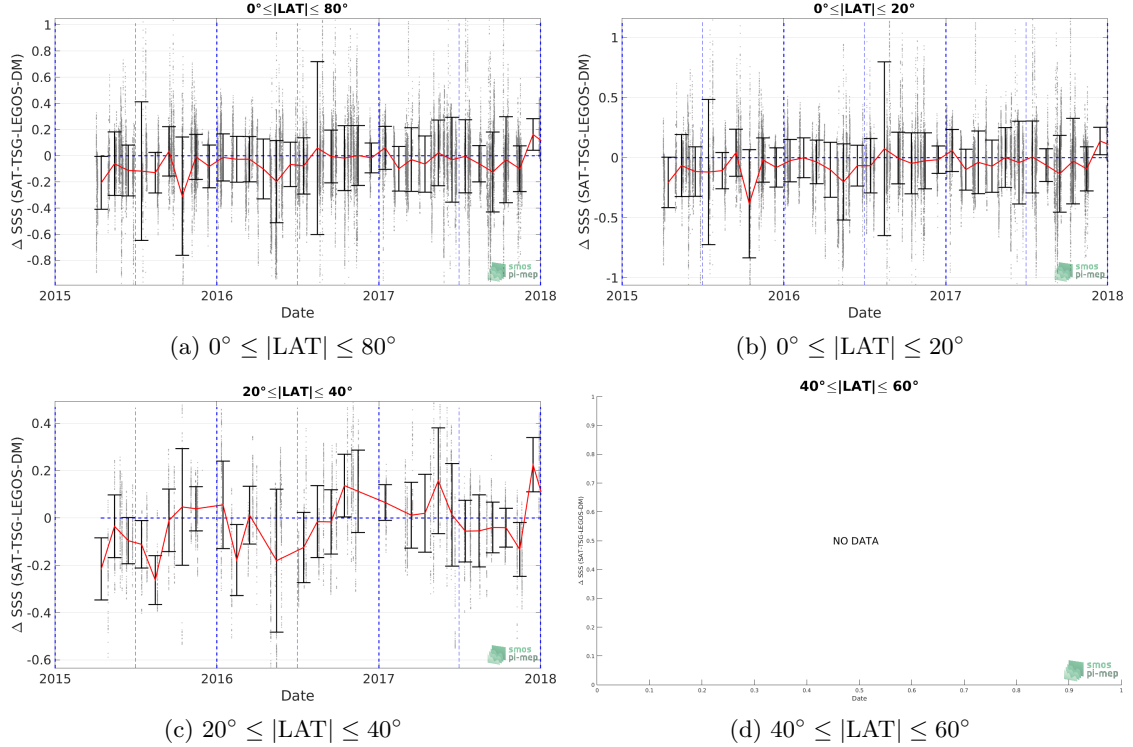 0°≤|LAT|≤ 80°
1
0.8
0.6
0.4
0.2
0
-0.2
-0.4
-0.6
-0.8
Δ SSS (SAT-TSG-LEGOS-DM)
2015
2016
2017
2018
Date
smos
pi-mep
(a) 0° ≤ |LAT| ≤ 80°
0°≤|LAT|≤ 20°
1
0.5
0
-0.5
-1
Δ SSS (SAT-TSG-LEGOS-DM)
2015
2016
2017
2018
Date
smos
pi-mep
(b) 0° ≤ |LAT| ≤ 20°
20°≤|LAT|≤ 40°
0.4
0.2
0
-0.2
-0.4
-0.6
Δ SSS (SAT-TSG-LEGOS-DM)
2015
2016
2017
2018
Date
smos
pi-mep
(c) 20° ≤ |LAT| ≤ 40°
40°≤|LAT|≤ 60°
1
0.9
0.8
0.7
0.6
0.5
0.4
0.3
0.2
0.1
0
Δ SSS (SAT-TSG-LEGOS-DM)
NO DATA
0
0.1
0.2
0.3
0.4
0.5
0.6
0.7
0.8
0.9
1
Date
smos
pi-mep
(d) 40° ≤ |LAT| ≤ 60°